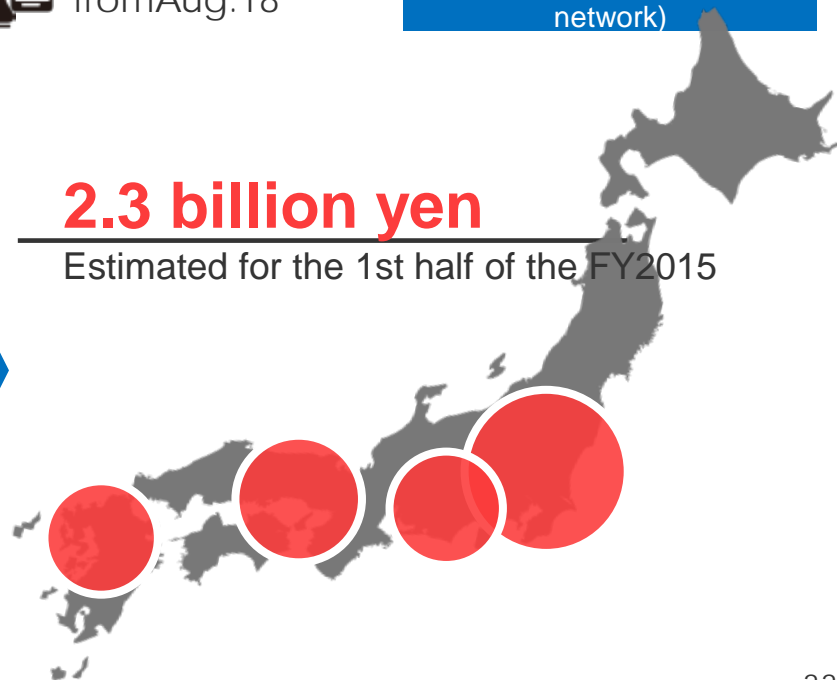 fromAug.18
network)
2.3 billion yen
Estimated for the 1st half of the FY2015